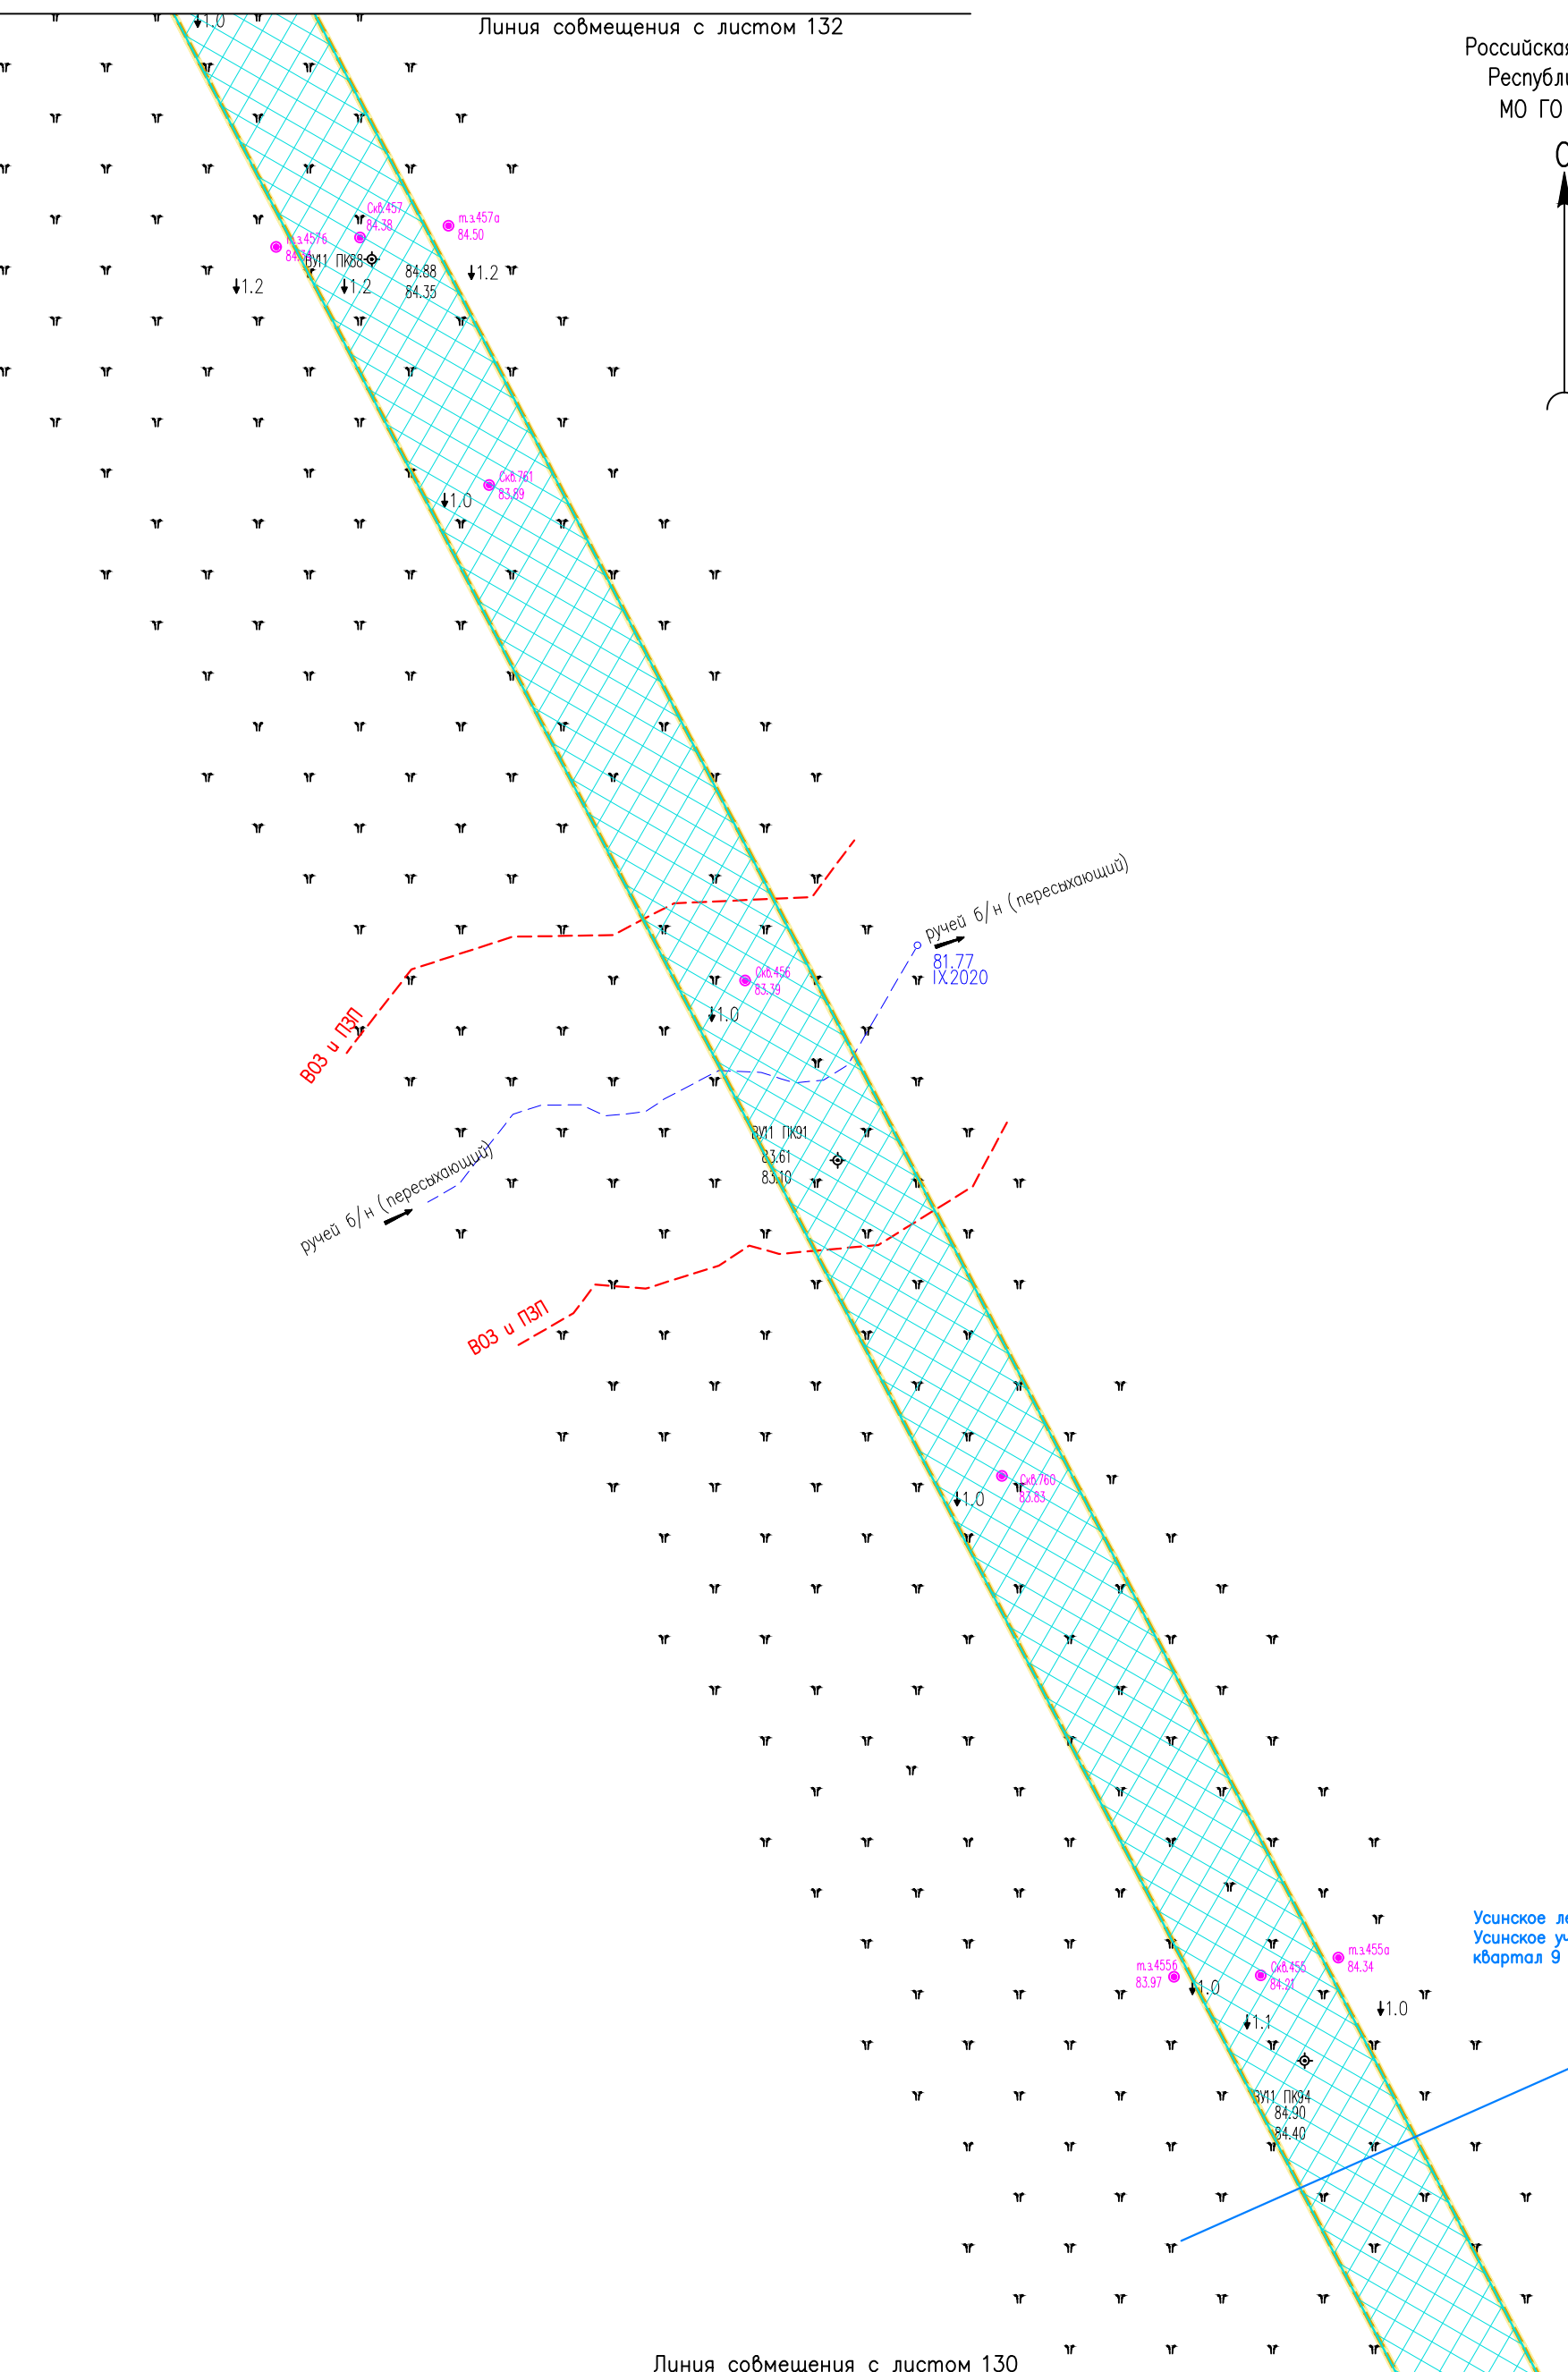 1.0
Линия совмещения с листом 132
Российская
МО ГО
Скв.457
84.38
т.з.457а
84.50
т.з.457б
ВУ11 ПК88
84.88
84.35
1.2
1.2
1.2
Скв.761
83.89
1.0
ручей б/н (пересыхающий)
81.77
IX.2020
Скв.456
83.39
1.0
ВОЗ и ПЗП
ВУ11 ПК91
83.61
83.10
ручей б/н (пересыхающий)
ВОЗ и ПЗП
Скв.760
83.83
1.0
Усинское
Усинское
квартал 9
т.з.455а
84.34
т.з.455б
83.97
Скв.455
84.21
1.0
1.0
1.1
ВУ11 ПК94
84.90
84.40
Линия совмещения с листом 130